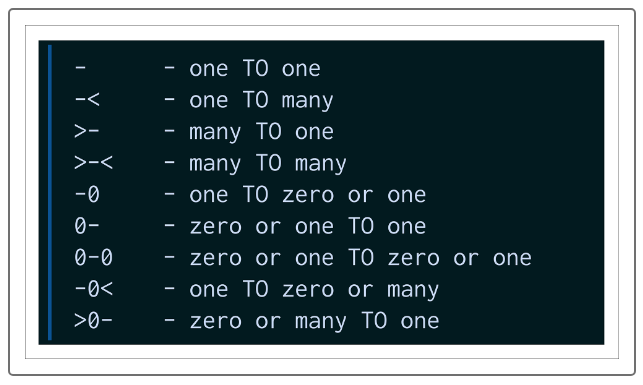 -      - one TO one
-<     - one TO many
>-     - many TO one
>-<    - many TO many
-0     - one TO zero or one
0-     - zero or one TO one
0-0    - zero or one TO zero or one
-0<    - one TO zero or many
>0-    - zero or many TO one